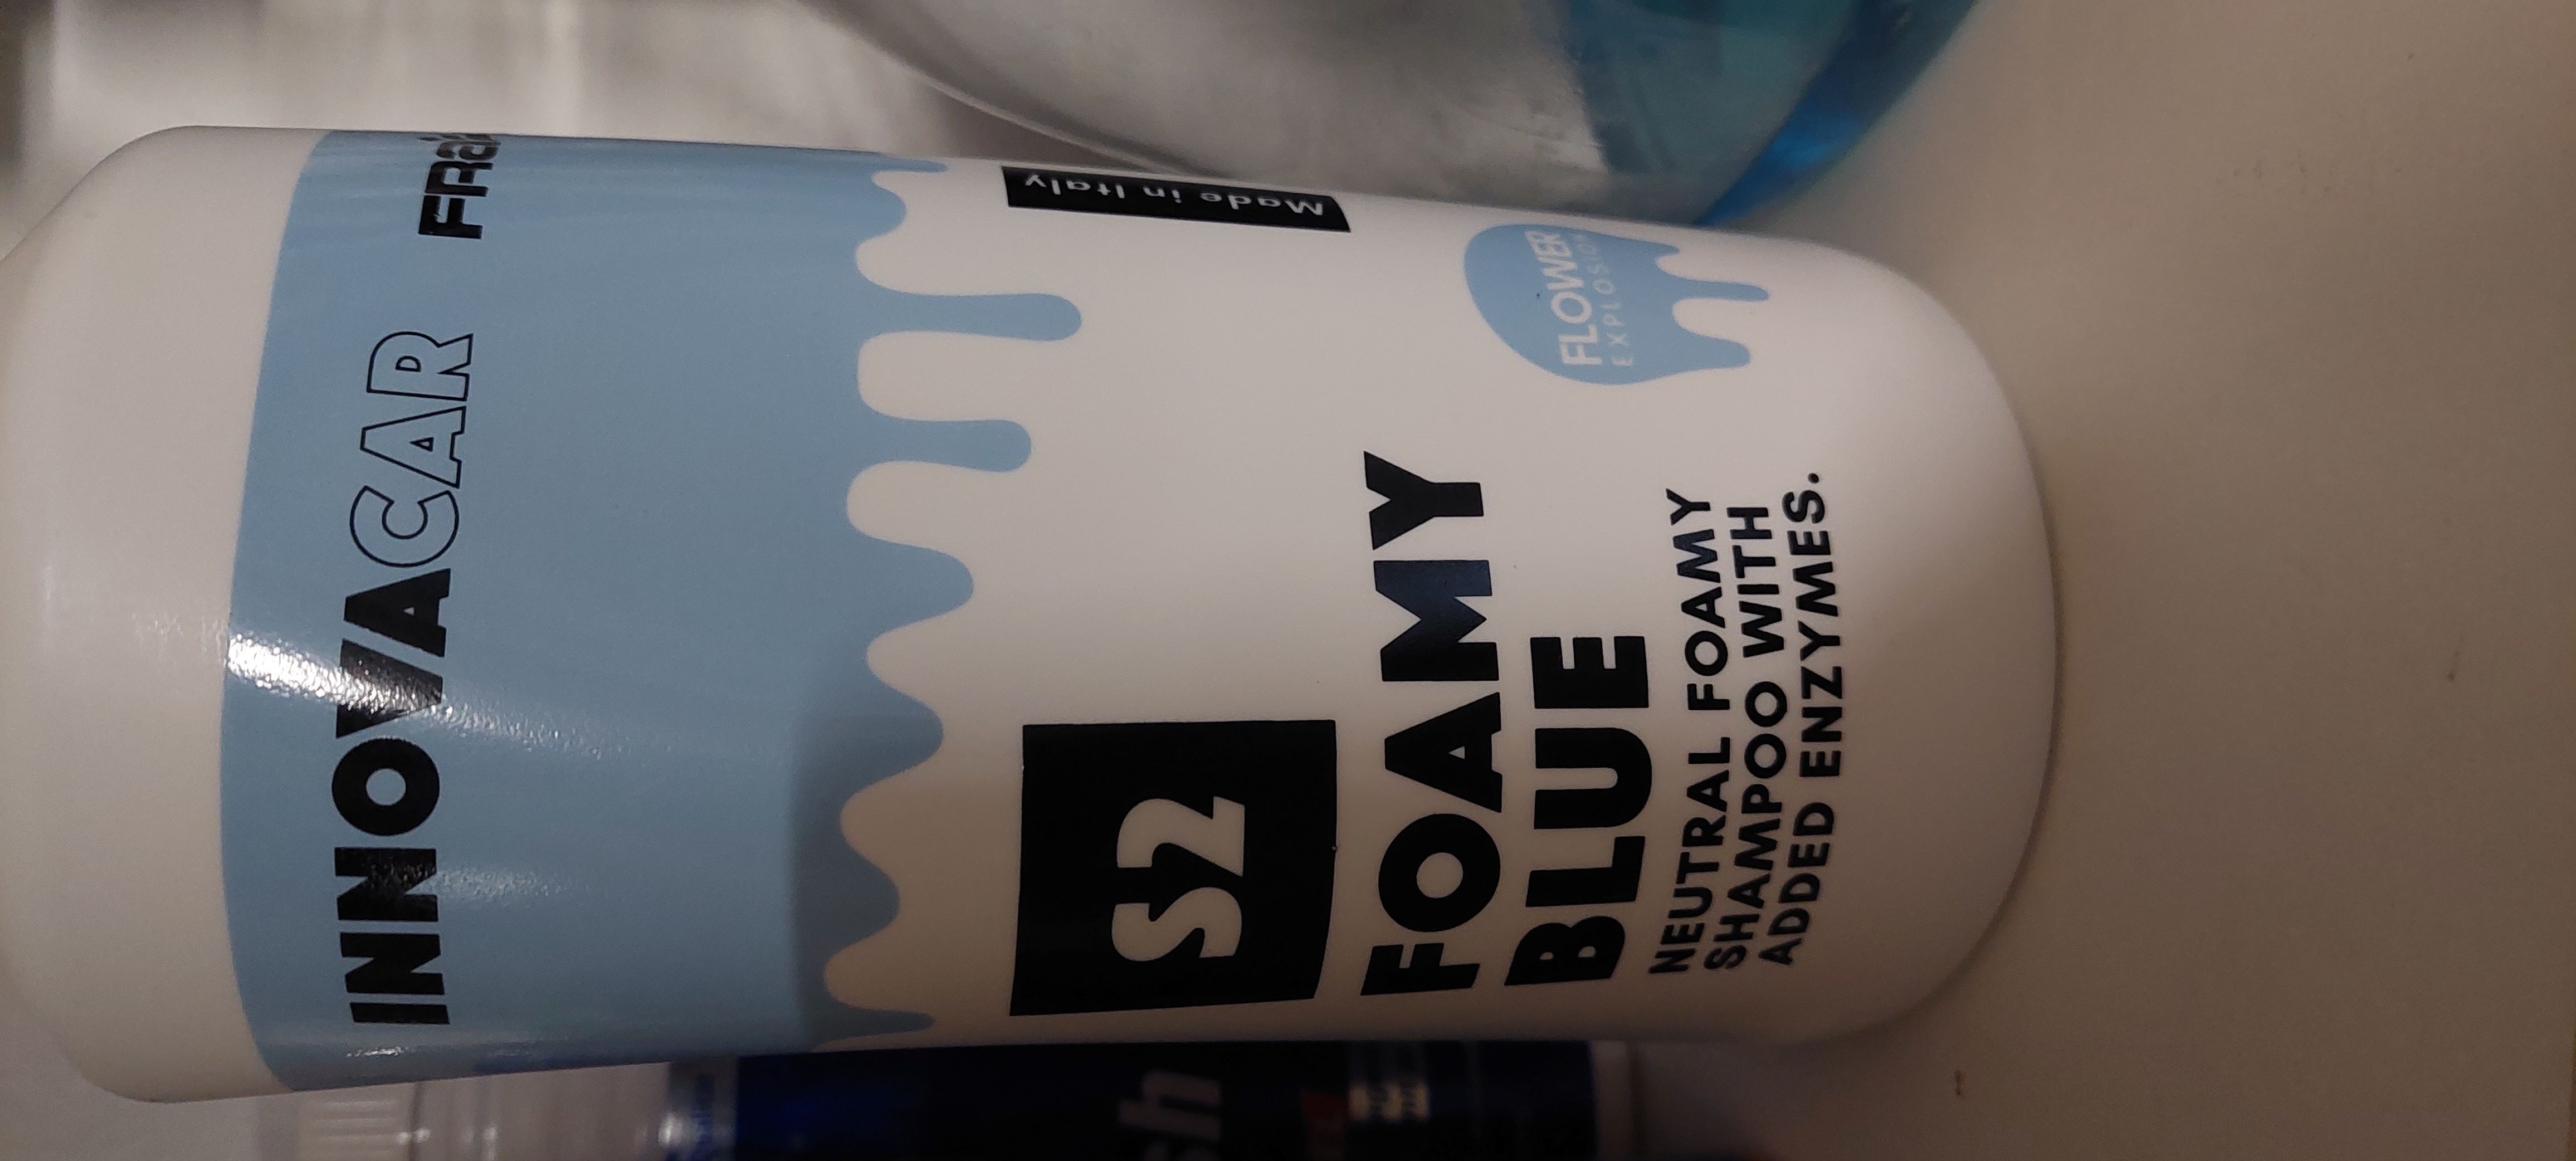 INNOVACAR
Made in Italy
S2
FOAMY
BLUE
NEUTRAL FOAMY
SHAMPOO WITH
ADDED ENZYMES.
FLOWER
EXPLOSION